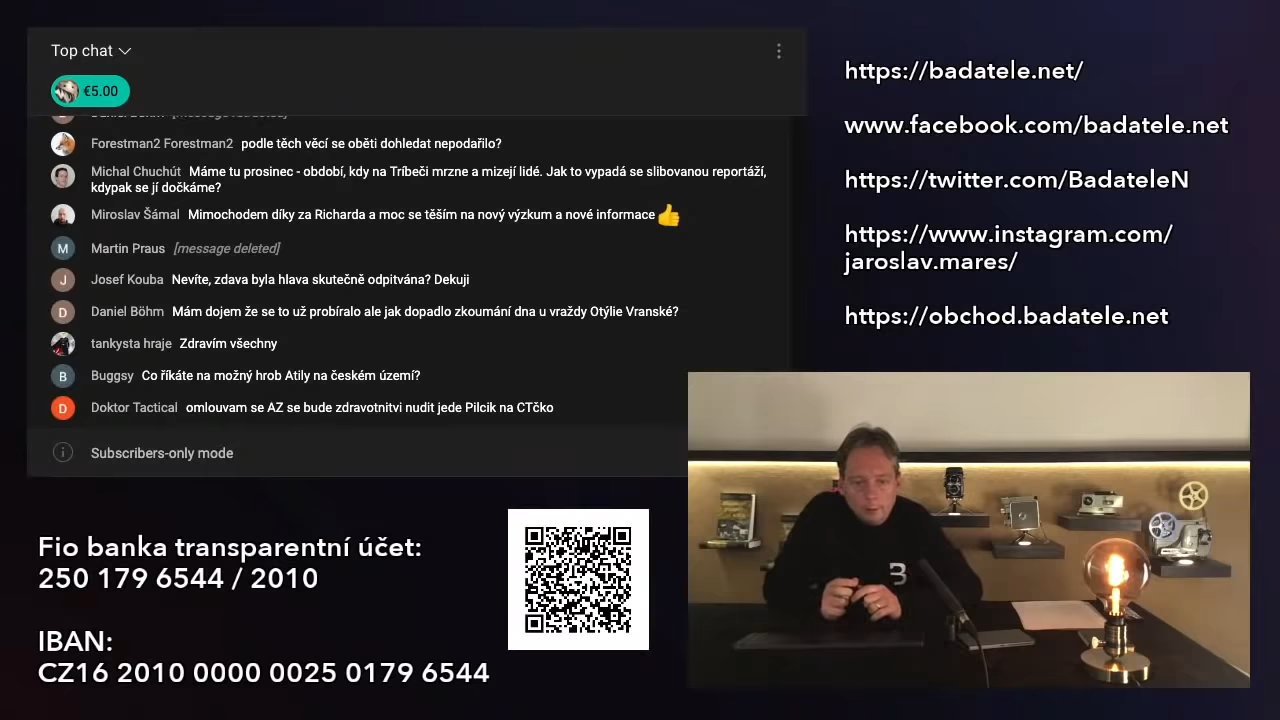 Top chat
€5.00
Forestman2 Forestman2 podle těch věcí se oběti dohledat nepodařilo?
Michal Chuchút Máme tu prosinec - období, kdy na Tríbeči mrzne a mizejí lidé. Jak to vypadá se slibovanou reportáží,
kdypak se jí dočkáme?
Miroslav Šámal Mimochodem díky za Richarda a moc se těším na nový výzkum a nové informace
M Martin Praus [message deleted]
J Josef Kouba Nevíte, zdava byla hlava skutečně odpitvána? Dekuji
D Daniel Böhm Mám dojem že se to už probíralo ale jak dopadlo zkoumání dna u vraždy Otýlie Vranské?
tankysta hraje Zdravím všechny
B Buggsy Co říkáte na možný hrob Atily na českém území?
D Doktor Tactical omlouvam se AZ se bude zdravotnitvi nudit jede Pilcik na CTčko
Subscribers-only mode
https://badatele.net/
www.facebook.com/badatele.net
https://twitter.com/BadateleN
https://www.instagram.com/
jaroslav.mares/
https://obchod.badatele.net
Fio banka transparentní účet:
250 179 6544 / 2010
IBAN:
CZ16 2010 0000 0025 0179 6544
B